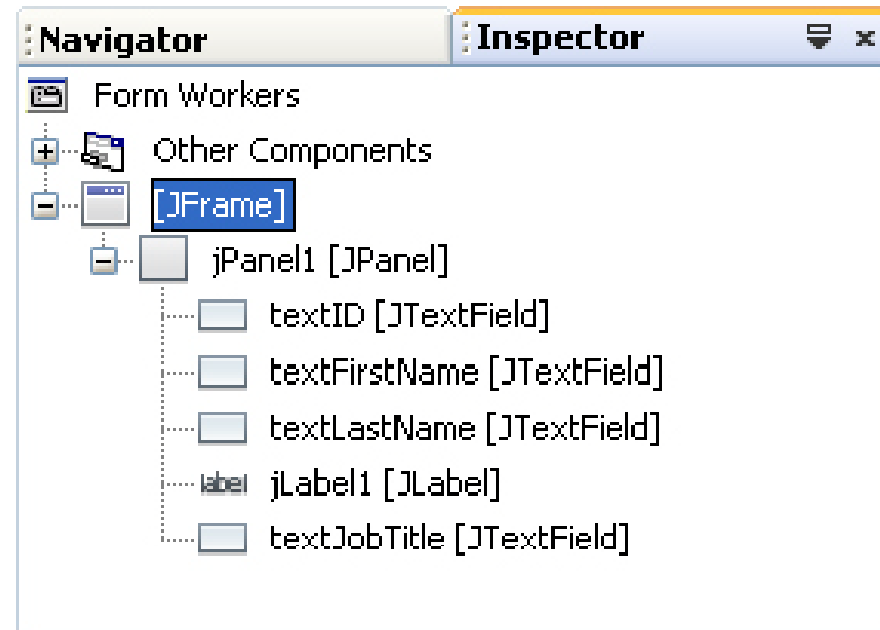 Navigator Inspector
Form Workers
Other Components
[JFrame]
jPanel1 [JPanel]
textID [JTextField]
textFirstName [JTextField]
textLastName [JTextField]
label jLabel1 [JLabel]
textJobTitle [JTextField]